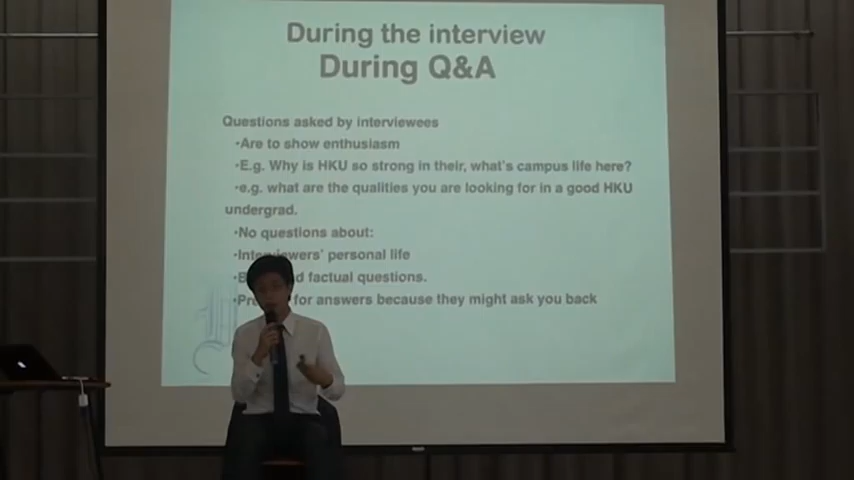 During the interview
During Q&A
Questions asked by interviewees
•Are to show enthusiasm
•E.g. Why is HKU so strong in their, what's campus life here?
•e.g. what are the qualities you are looking for in a good HKU
undergrad.
•No questions about:
•Interviewers' personal life
factual questions.
for answers because they might ask you back